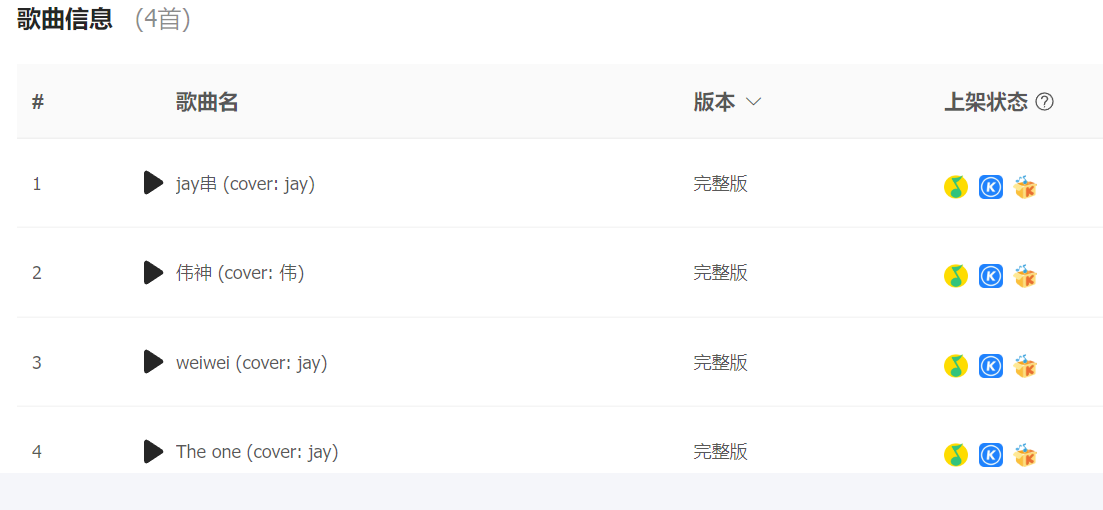 歌曲信息 (4首)
# 歌曲名 版本 上架状态 ?
1 jay串 (cover: jay) 完整版
2 伟神 (cover: 伟) 完整版
3 weiwei (cover: jay) 完整版
4 The one (cover: jay) 完整版